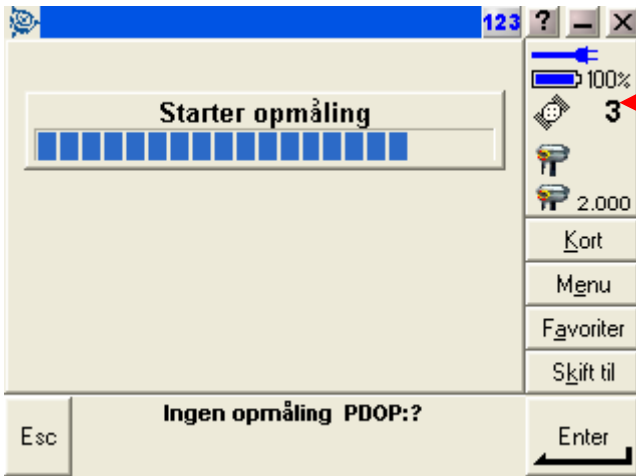 123 ? – X
100%
3
Starter opmåling
2.000
Kort
Menu
Favoriter
Skift til
Ingen opmåling PDOP:?
Esc
Enter